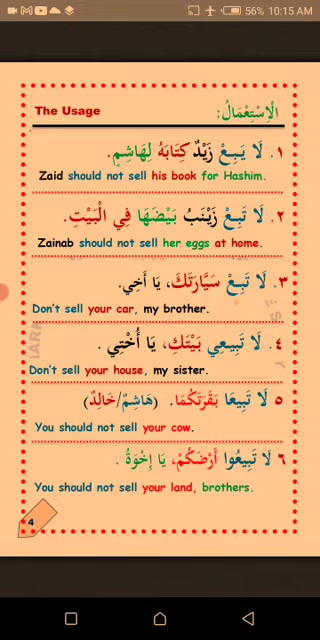 56% 10:15 AM
The Usage
الْاِسْتِعْمَالُ:
١. لَا يَبِعْ زَيْدٌ كِتَابَهُ لِهَاشِمٍ.
Zaid should not sell his book for Hashim.
٢. لَا تَبِعْ زَيْنَبُ بَيْضَهَا فِي الْبَيْتِ.
Zainab should not sell her eggs at home.
٣. لَا تَبِعْ سَيَّارَتَكَ، يَا أَخِي.
Don't sell your car, my brother.
٤. لَا تَبِيعِي بَيْتَكِ، يَا أُخْتِي.
Don't sell your house, my sister.
٥ لَا تَبِيعَا بَقَرَتَكُمَا. (هَاشِمٌ/خَالِدٌ)
You should not sell your cow.
٦ لَا تَبِيعُوا أَرْضَكُمْ، يَا إِخْوَةُ.
You should not sell your land, brothers.
4